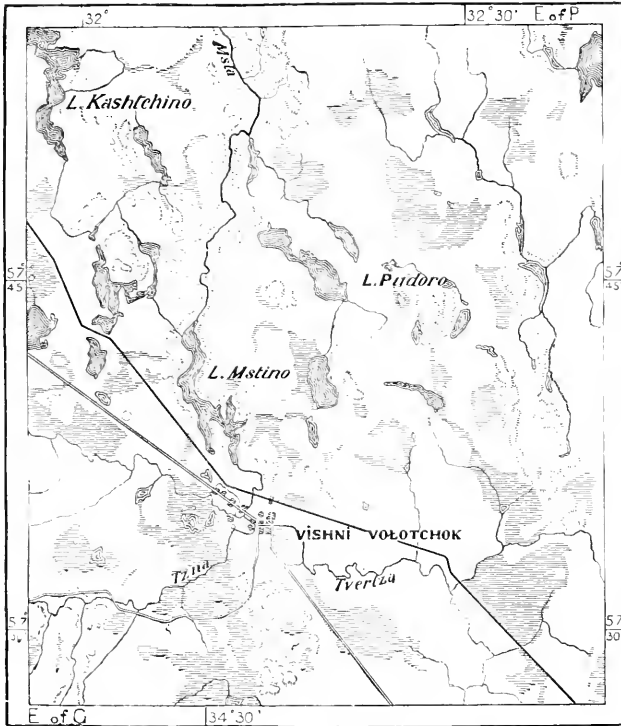 32°
32°30' E of P
Msta
L. Kashtchino
57°
45'
L. Pudoro
57°
45'
L. Mstino
VISHNI VOLOTCHOK
Tzna
Tvertza
57°
57°
30'
E of G
34°30'